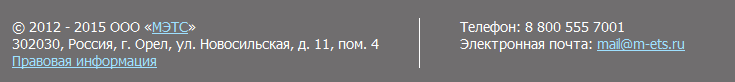 © 2012 - 2015 ООО «МЭТС»
302030, Россия, г. Орел, ул. Новосильская, д. 11, пом. 4
Правовая информация
Телефон: 8 800 555 7001
Электронная почта: mail@m-ets.ru